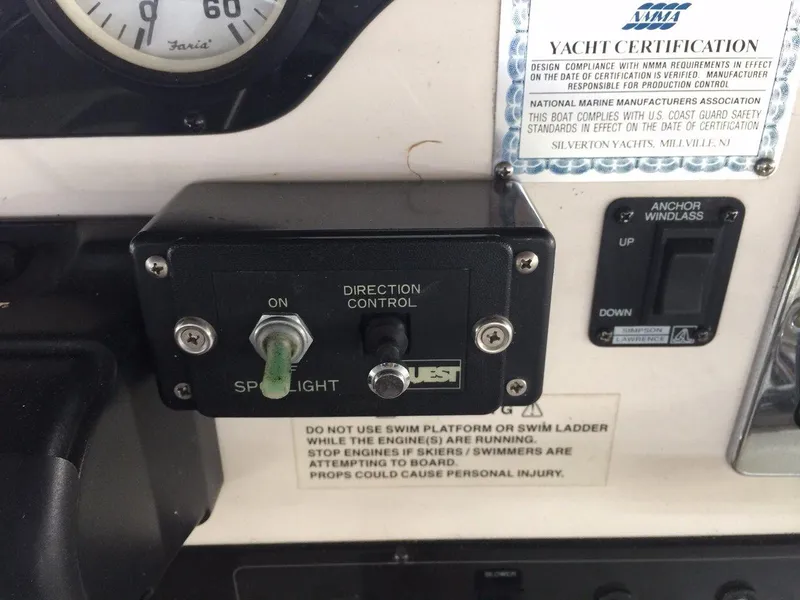 0
60
Faria
NMMA
YACHT CERTIFICATION
DESIGN COMPLIANCE WITH NMMA REQUIREMENTS IN EFFECT
ON THE DATE OF CERTIFICATION IS VERIFIED. MANUFACTURER
RESPONSIBLE FOR PRODUCTION CONTROL
NATIONAL MARINE MANUFACTURERS ASSOCIATION
THIS BOAT COMPLIES WITH U.S. COAST GUARD SAFETY
STANDARDS IN EFFECT ON THE DATE OF CERTIFICATION
SILVERTON YACHTS, MILLVILLE, NJ
ANCHOR
WINDLASS
UP
DOWN
SIMPSON
LAWRENCE
ON
DIRECTION
CONTROL
SPOTLIGHT
UEST
DO NOT USE SWIM PLATFORM OR SWIM LADDER
WHILE THE ENGINE(S) ARE RUNNING.
STOP ENGINES IF SKIERS / SWIMMERS ARE
ATTEMPTING TO BOARD.
PROPS COULD CAUSE PERSONAL INJURY.
BLOWER